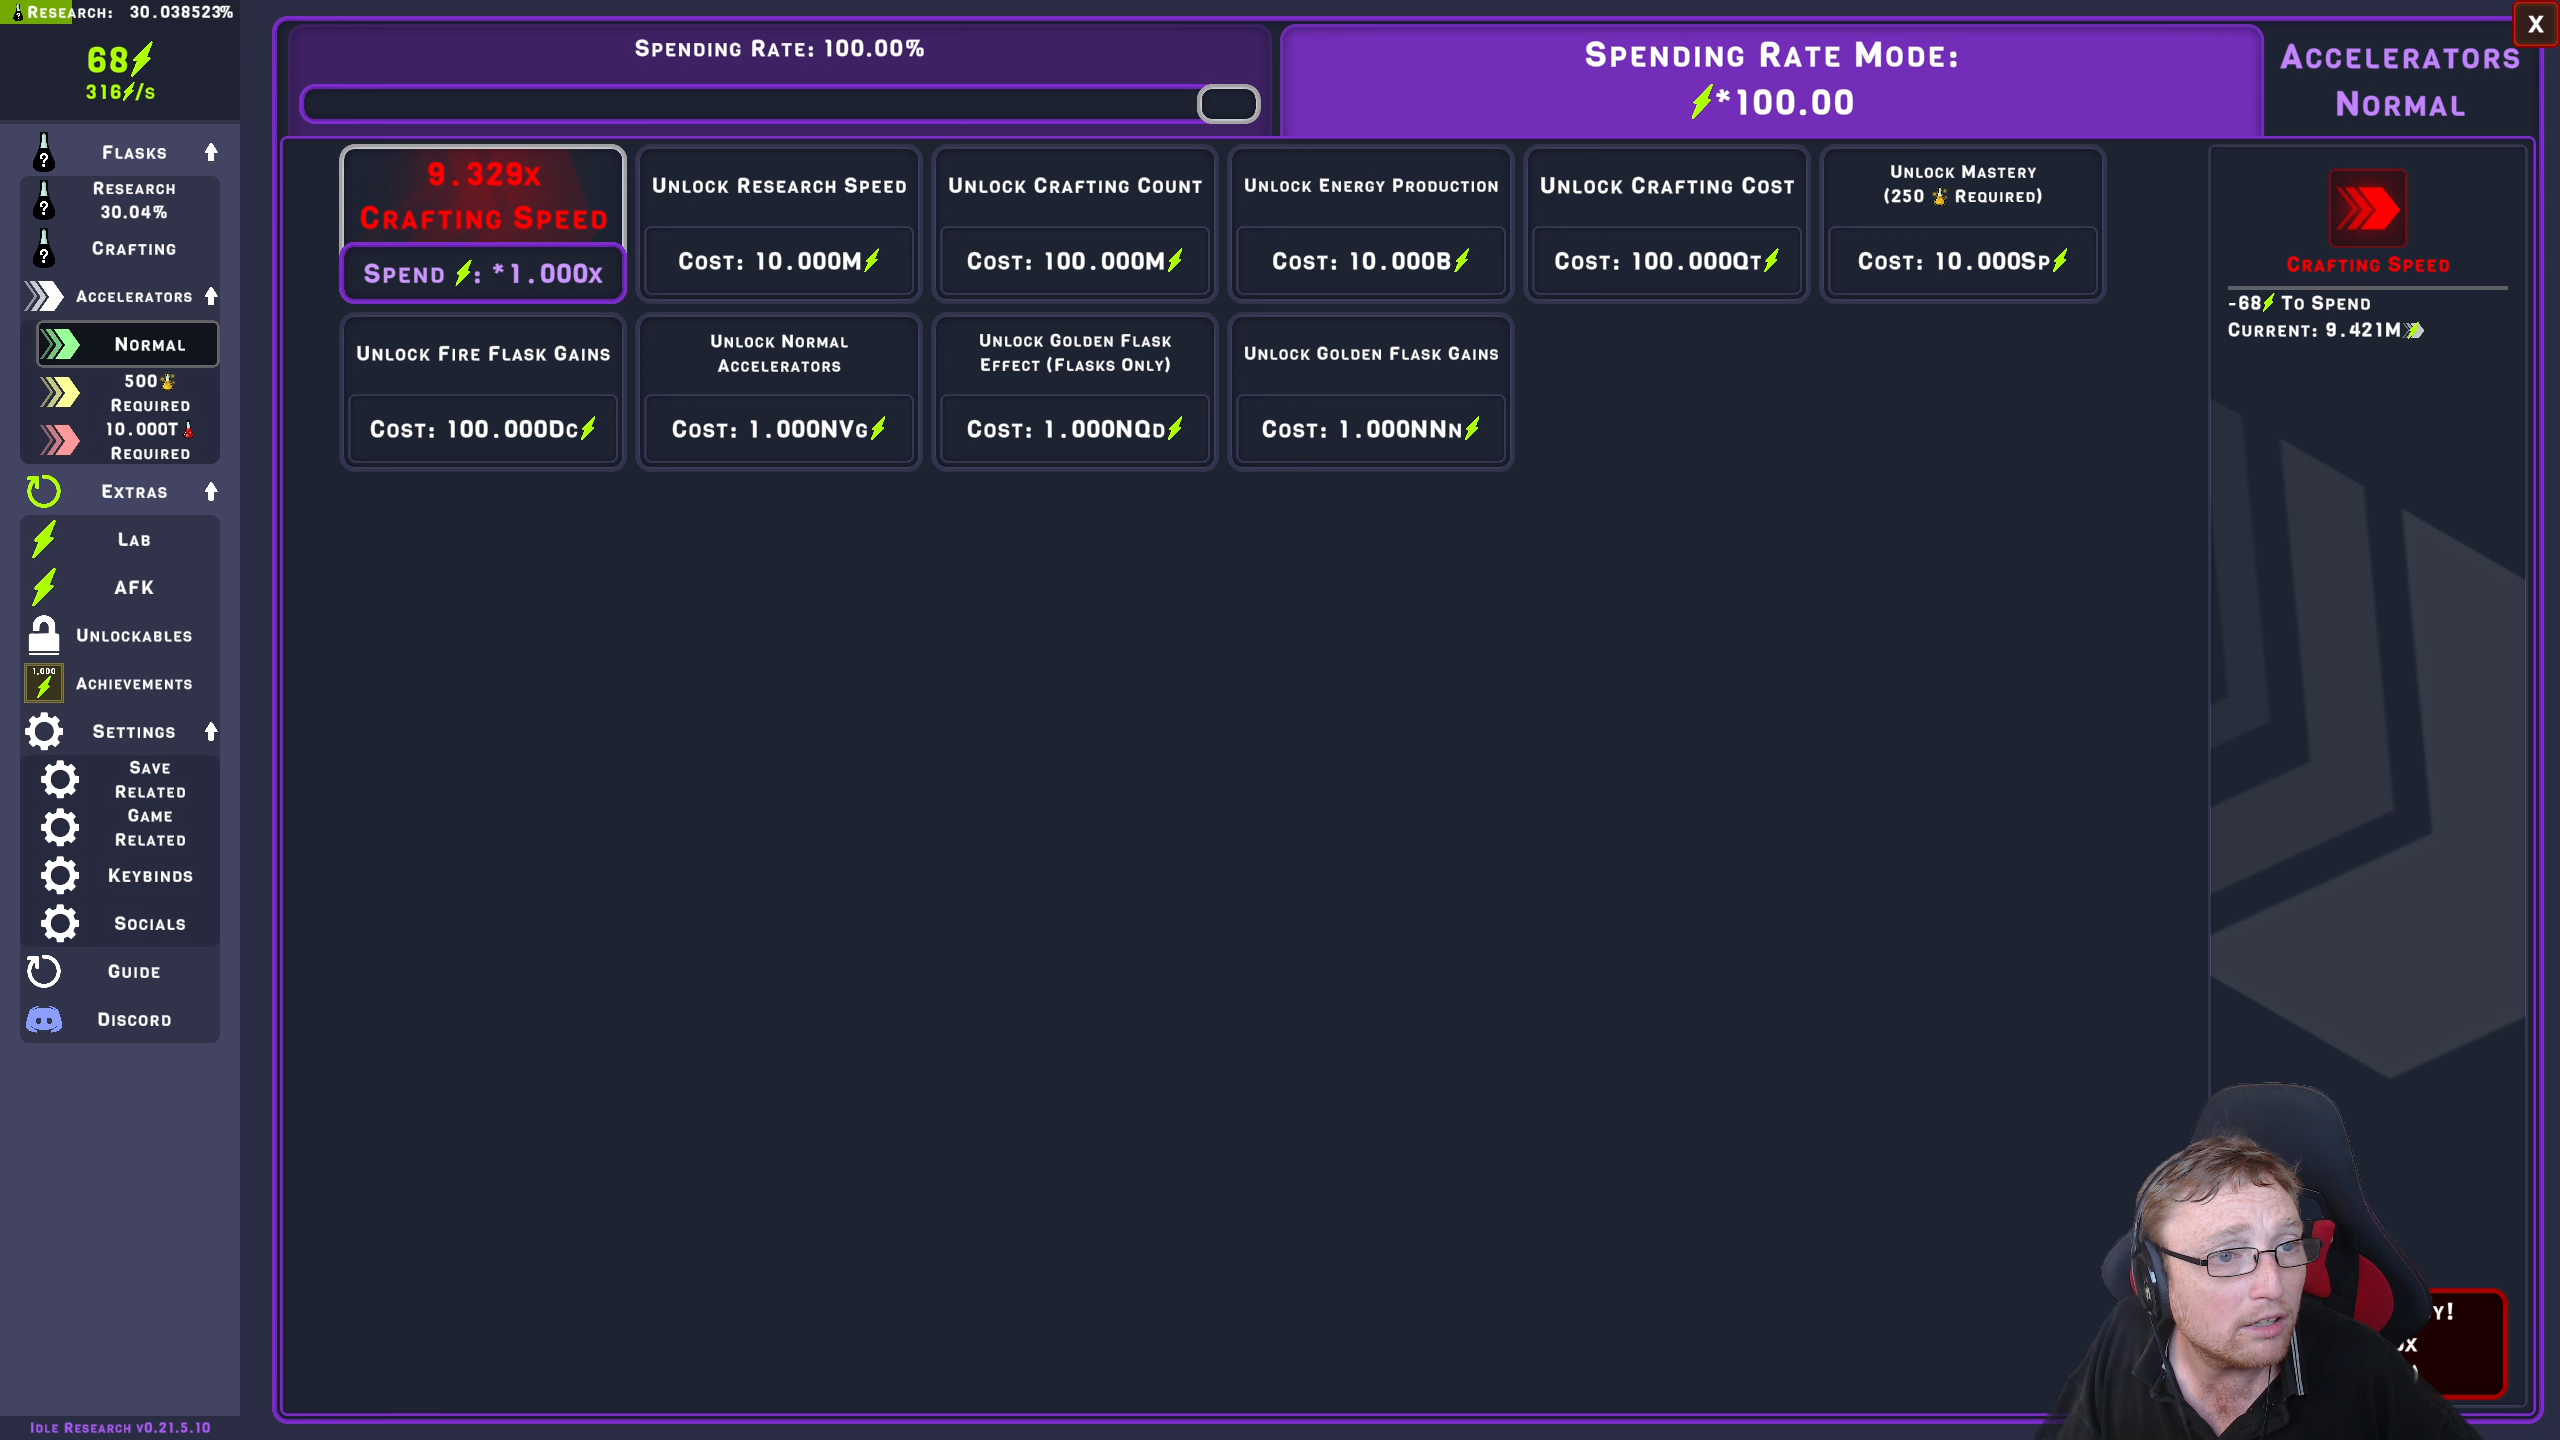 Research: 30.038523%
68
316/s
Flasks
Research
30.04%
Crafting
Accelerators
Normal
500
Required
10.000T
Required
Extras
Lab
AFK
Unlockables
1,000
Achievements
Settings
Save
Related
Game
Related
Keybinds
Socials
Guide
Discord
Idle Research v0.21.5.10
Spending Rate: 100.00%
Spending Rate Mode:
*100.00
Accelerators
Normal
X
9.329x
Crafting Speed
Spend : *1.000x
Unlock Research Speed
Cost: 10.000M
Unlock Crafting Count
Cost: 100.000M
Unlock Energy Production
Cost: 10.000B
Unlock Crafting Cost
Cost: 100.000Qt
Unlock Mastery
(250 Required)
Cost: 10.000Sp
Unlock Fire Flask Gains
Cost: 100.000Dc
Unlock Normal
Accelerators
Cost: 1.000NVg
Unlock Golden Flask
Effect (Flasks Only)
Cost: 1.000NQd
Unlock Golden Flask Gains
Cost: 1.000NNn
Crafting Speed
-68 To Spend
Current: 9.421M